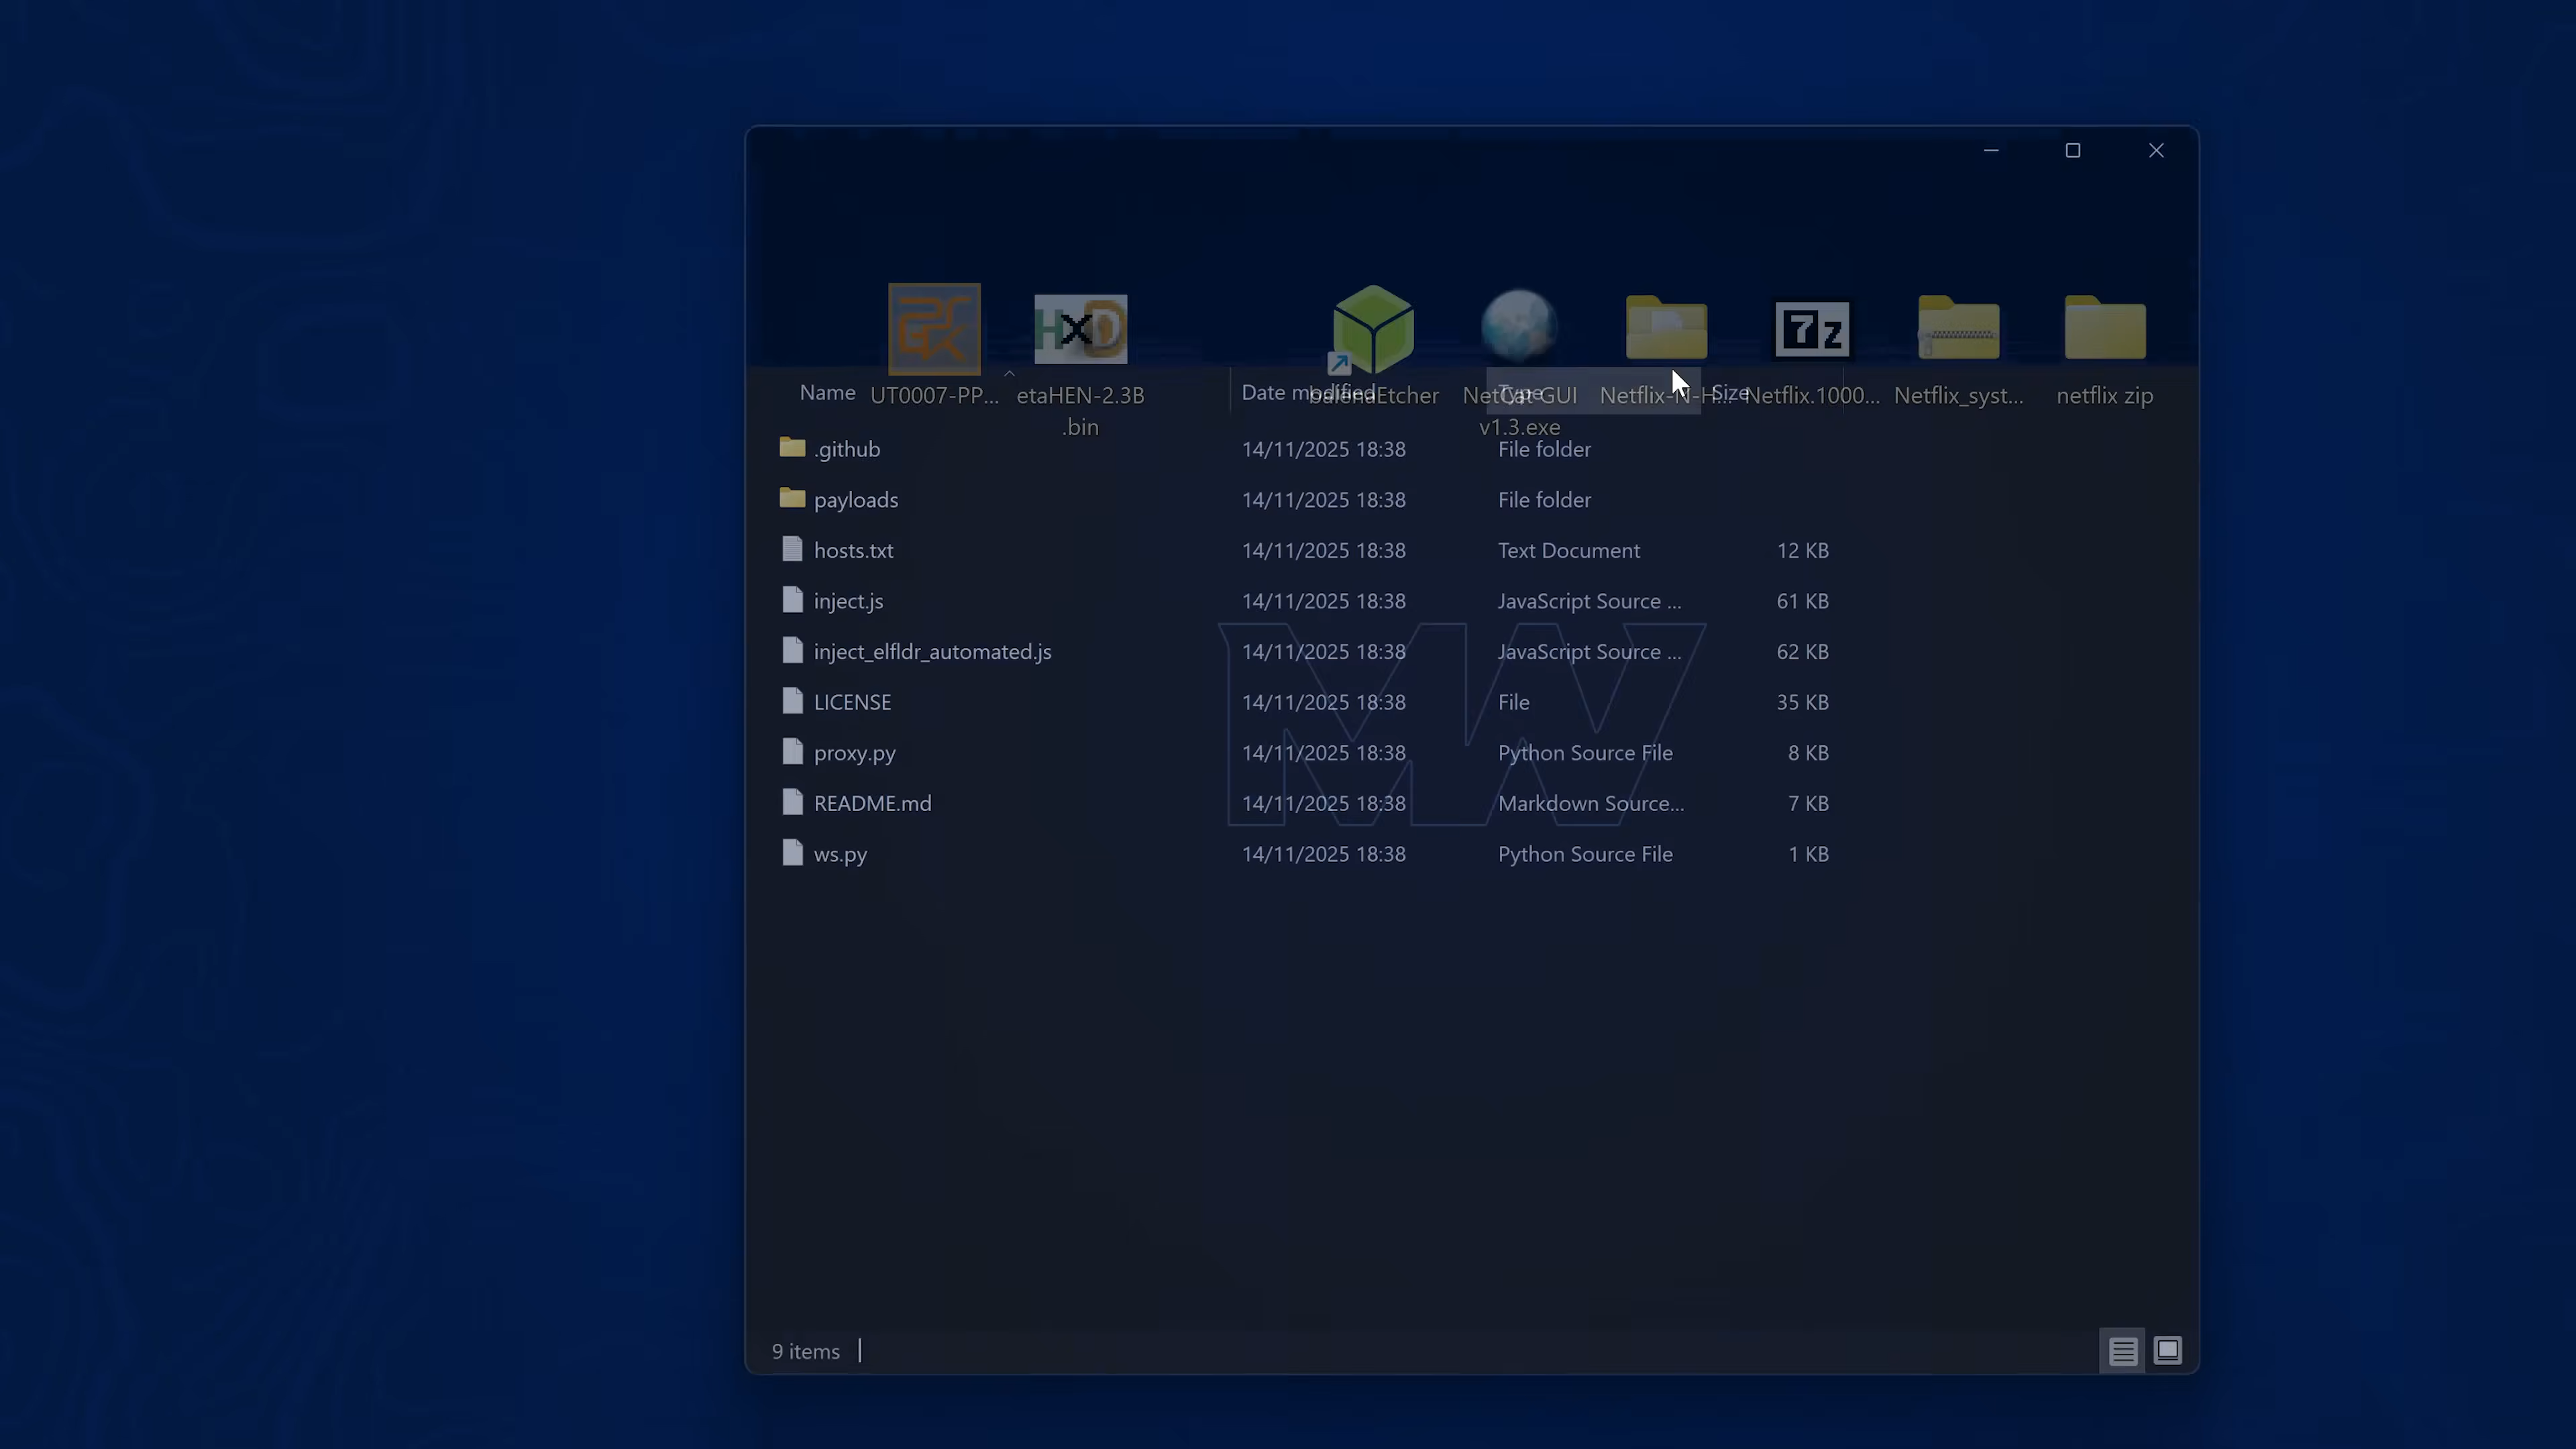 HxD
7z
UT0007-PP... etaHEN-2.3B .bin balenaEtcher NetCat GUI v1.3.exe Netflix-N-H... Netflix.1000... Netflix_syst... netflix zip
Name Date modified Type Size
.github 14/11/2025 18:38 File folder
payloads 14/11/2025 18:38 File folder
hosts.txt 14/11/2025 18:38 Text Document 12 KB
inject.js 14/11/2025 18:38 JavaScript Source ... 61 KB
inject_elfldr_automated.js 14/11/2025 18:38 JavaScript Source ... 62 KB
LICENSE 14/11/2025 18:38 File 35 KB
proxy.py 14/11/2025 18:38 Python Source File 8 KB
README.md 14/11/2025 18:38 Markdown Source... 7 KB
ws.py 14/11/2025 18:38 Python Source File 1 KB
MW
9 items